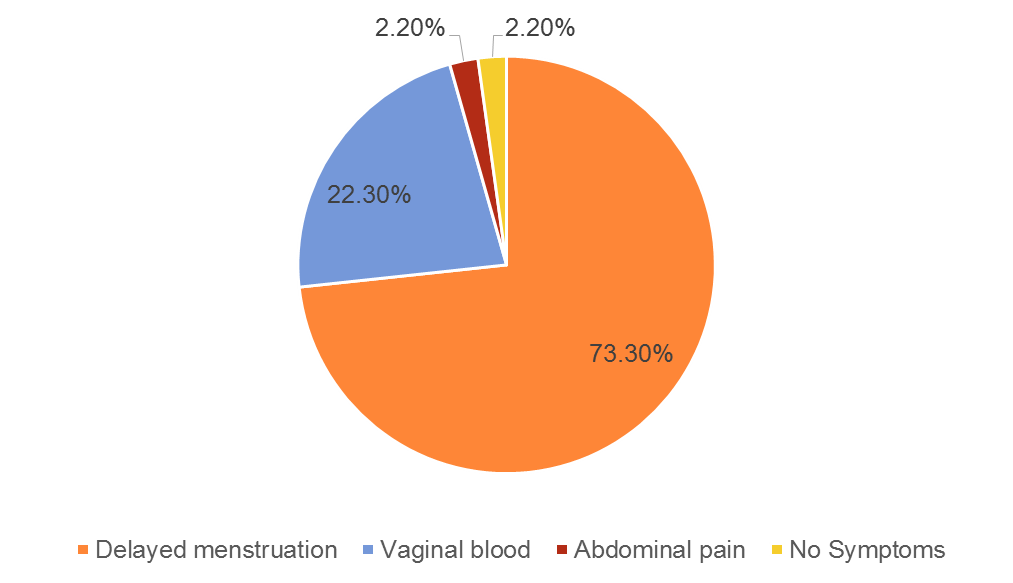 2.20% 2.20%
22.30%
73.30%
Delayed menstruation Vaginal blood Abdominal pain No Symptoms